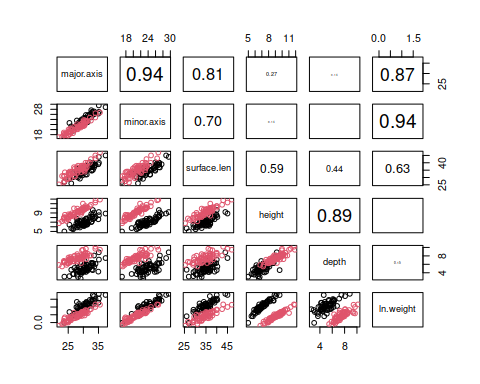 18 24 30 5 8 11 0.0 1.5
major.axis 0.94 0.81 0.27 0.87 25
28 18 minor.axis 0.70 0.94
surface.len 0.59 0.44 0.63 40 25
9 5 height 0.89
depth 8 4
0.0 ln.weight
25 35 25 35 45 4 8